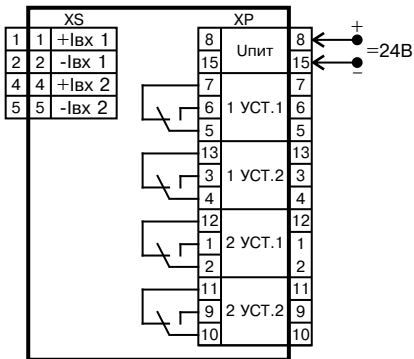 XS
1 1 +Iвх 1
2 2 -Iвх 1
4 4 +Iвх 2
5 5 -Iвх 2
XP
8 Uпит 8 + =24В
15 15 –
7 7
6 1 УСТ.1 6
5 5
13 13
3 1 УСТ.2 3
4 4
12 12
1 2 УСТ.1 1
2 2
11 11
9 2 УСТ.2 9
10 10